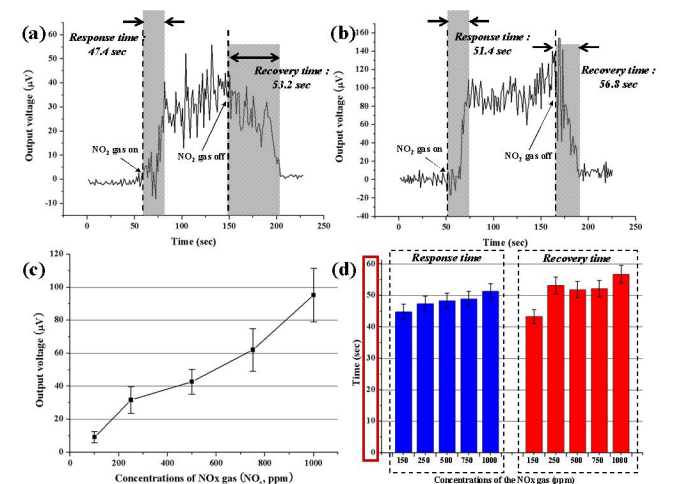 (a)
Response time :
47.4 sec
Recovery time :
53.2 sec
NO2 gas on
NO2 gas off
Output voltage (μV)
60
50
40
30
20
10
0
-10
0 50 100 150 200 250
Time (sec)
(b)
Response time :
51.4 sec
Recovery time :
56.8 sec
NO2 gas on
NO2 gas off
Output voltage (μV)
160
140
120
100
80
60
40
20
0
-20
-40
0 50 100 150 200 250
Time (sec)
(c)
Output voltage (μV)
120
100
80
60
40
20
0
0 200 400 600 800 1000
Concentrations of NOx gas (NOx, ppm)
(d)
Response time
Recovery time
Time (sec)
60
50
40
30
20
10
0
150 250 500 750 1000 150 250 500 750 1000
Concentrations of the NOx gas (ppm)